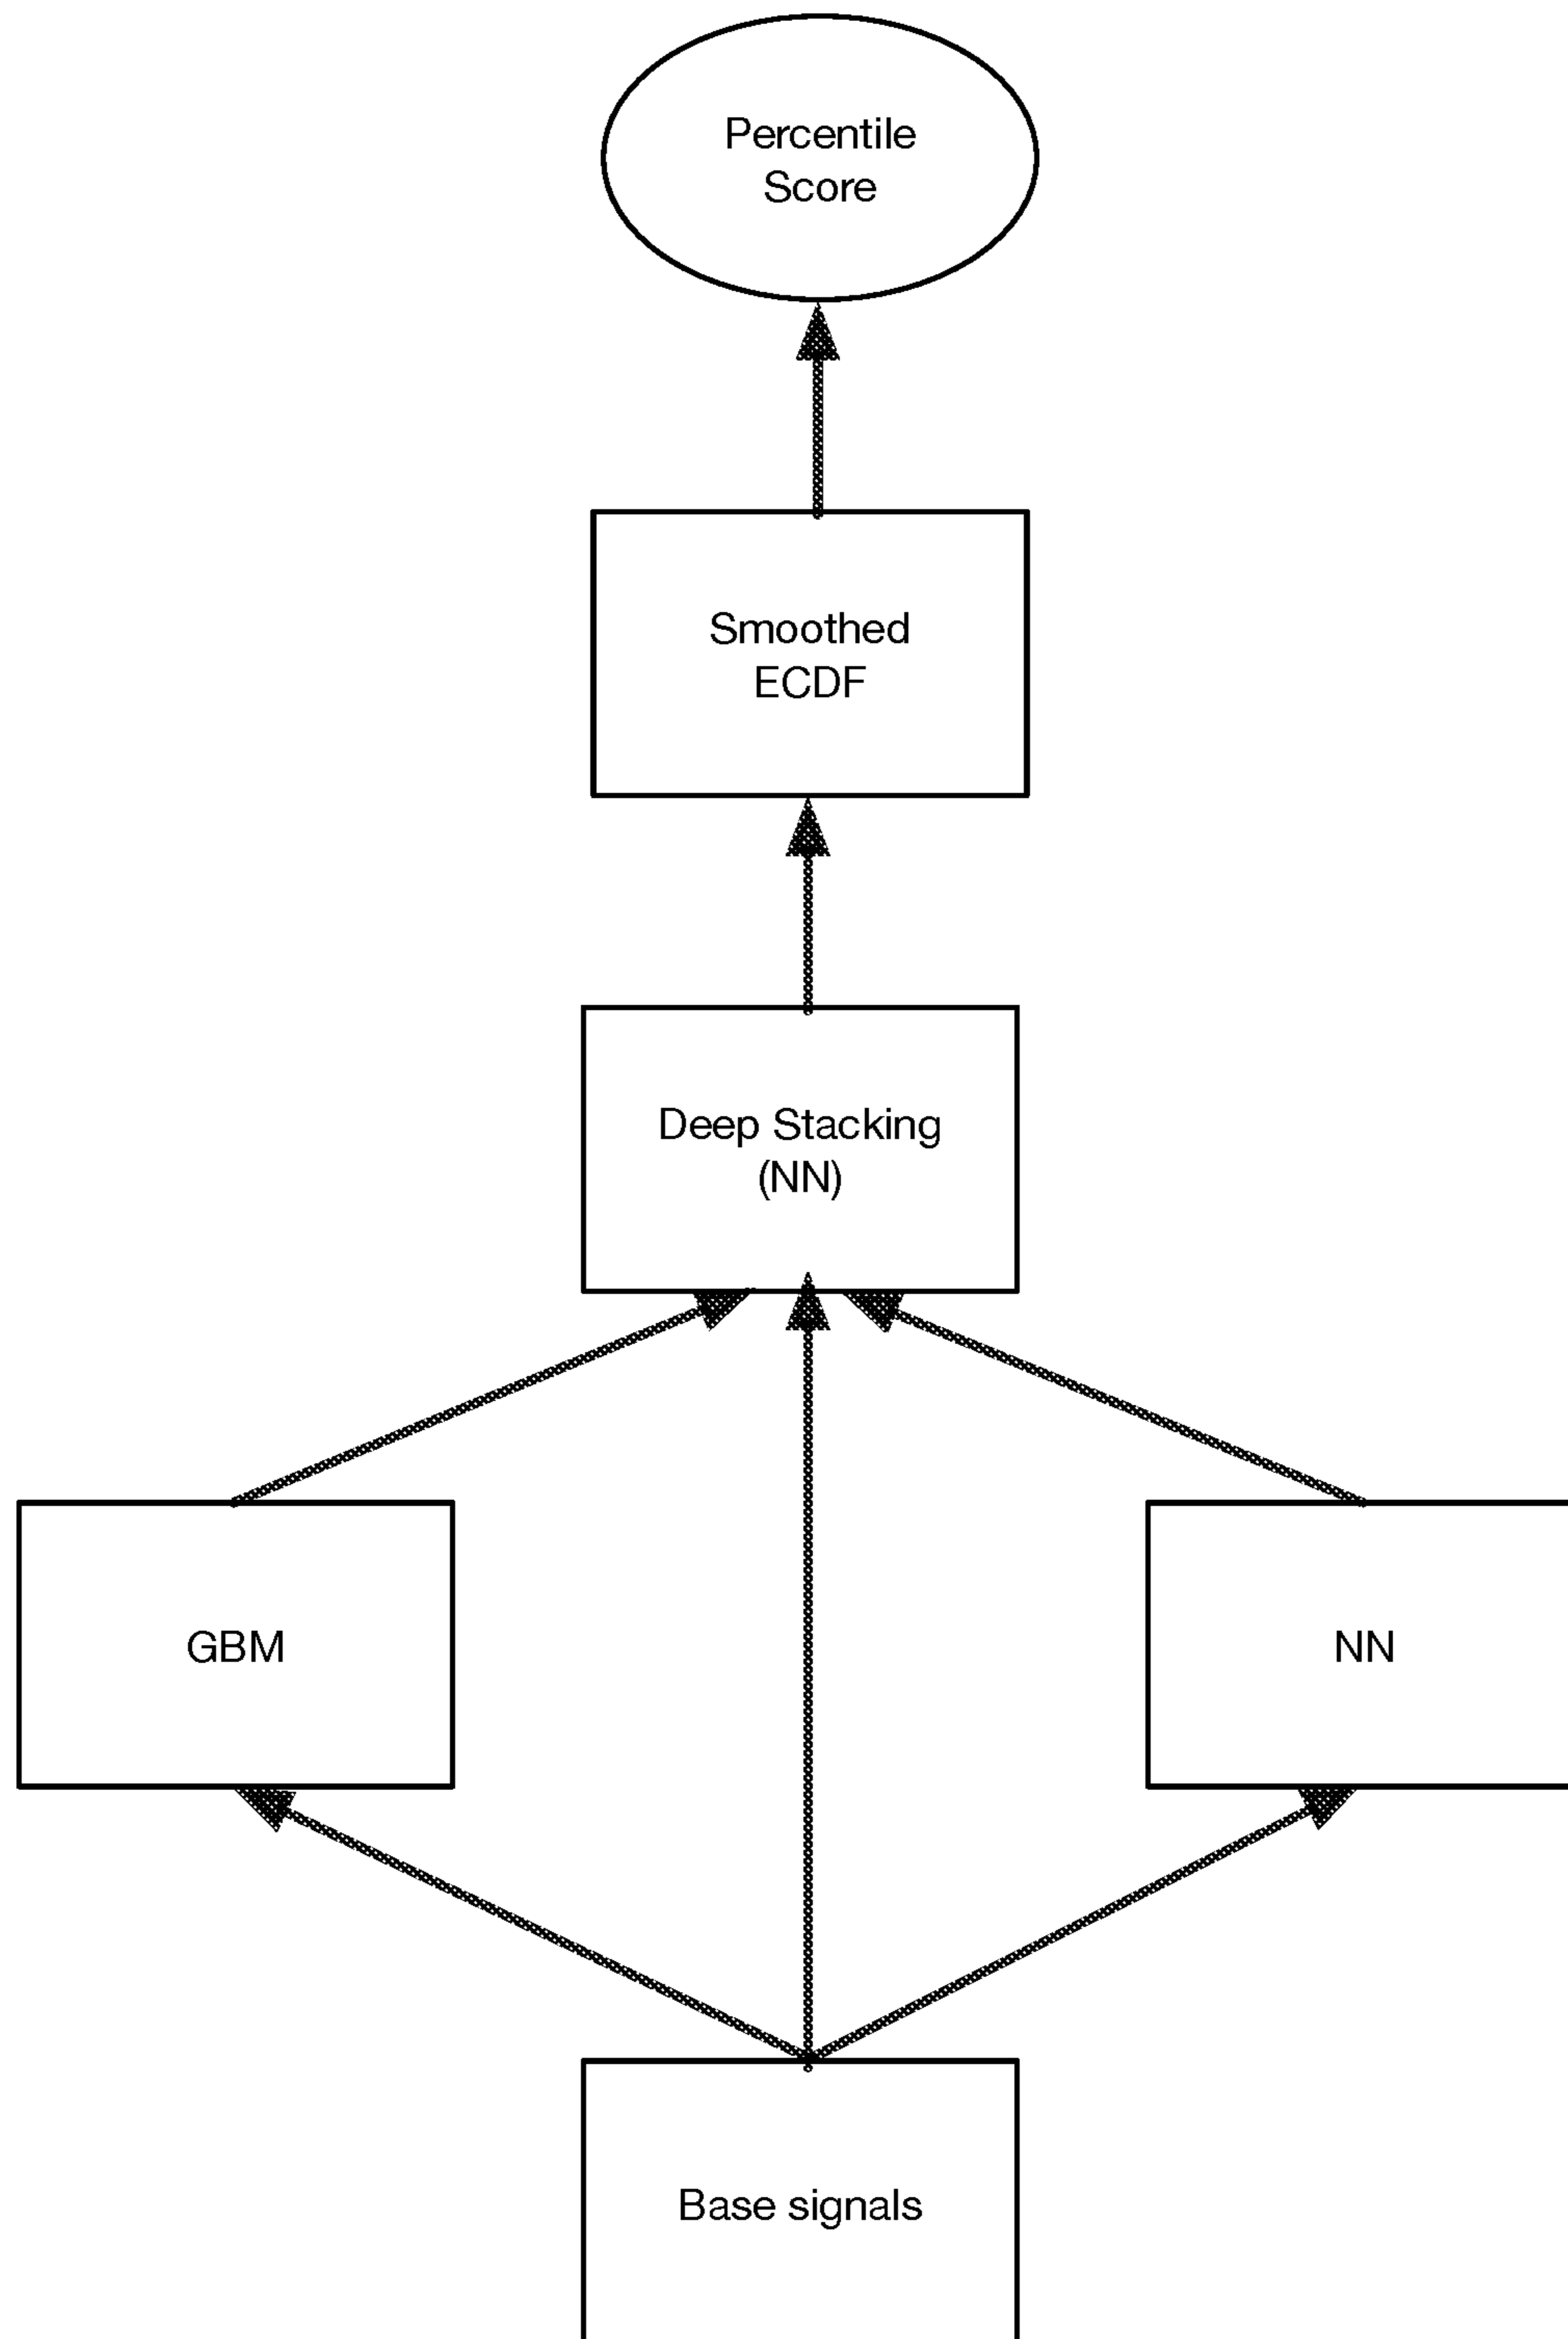 Percentile
Score
Smoothed
ECDF
Deep Stacking
(NN)
GBM
NN
Base signals